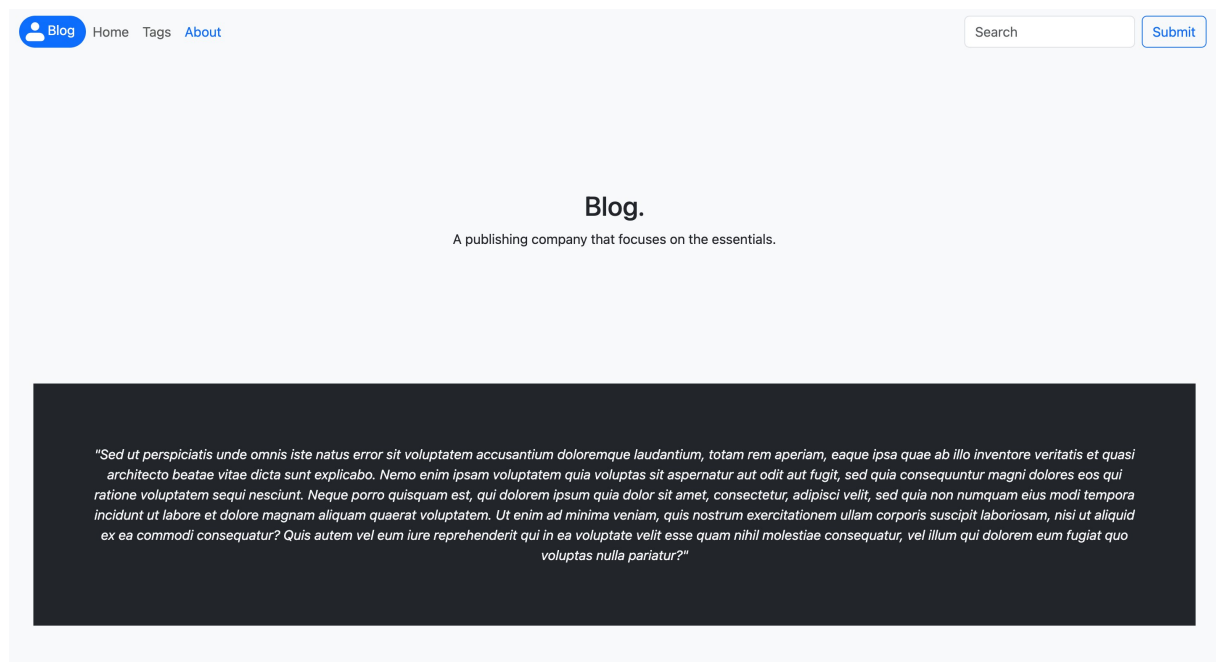 Blog Home Tags About Search Submit
Blog.
A publishing company that focuses on the essentials.
"Sed ut perspiciatis unde omnis iste natus error sit voluptatem accusantium doloremque laudantium, totam rem aperiam, eaque ipsa quae ab illo inventore veritatis et quasi
architecto beatae vitae dicta sunt explicabo. Nemo enim ipsam voluptatem quia voluptas sit aspernatur aut odit aut fugit, sed quia consequuntur magni dolores eos qui
ratione voluptatem sequi nesciunt. Neque porro quisquam est, qui dolorem ipsum quia dolor sit amet, consectetur, adipisci velit, sed quia non numquam eius modi tempora
incidunt ut labore et dolore magnam aliquam quaerat voluptatem. Ut enim ad minima veniam, quis nostrum exercitationem ullam corporis suscipit laboriosam, nisi ut aliquid
ex ea commodi consequatur? Quis autem vel eum iure reprehenderit qui in ea voluptate velit esse quam nihil molestiae consequatur, vel illum qui dolorem eum fugiat quo
voluptas nulla pariatur?"